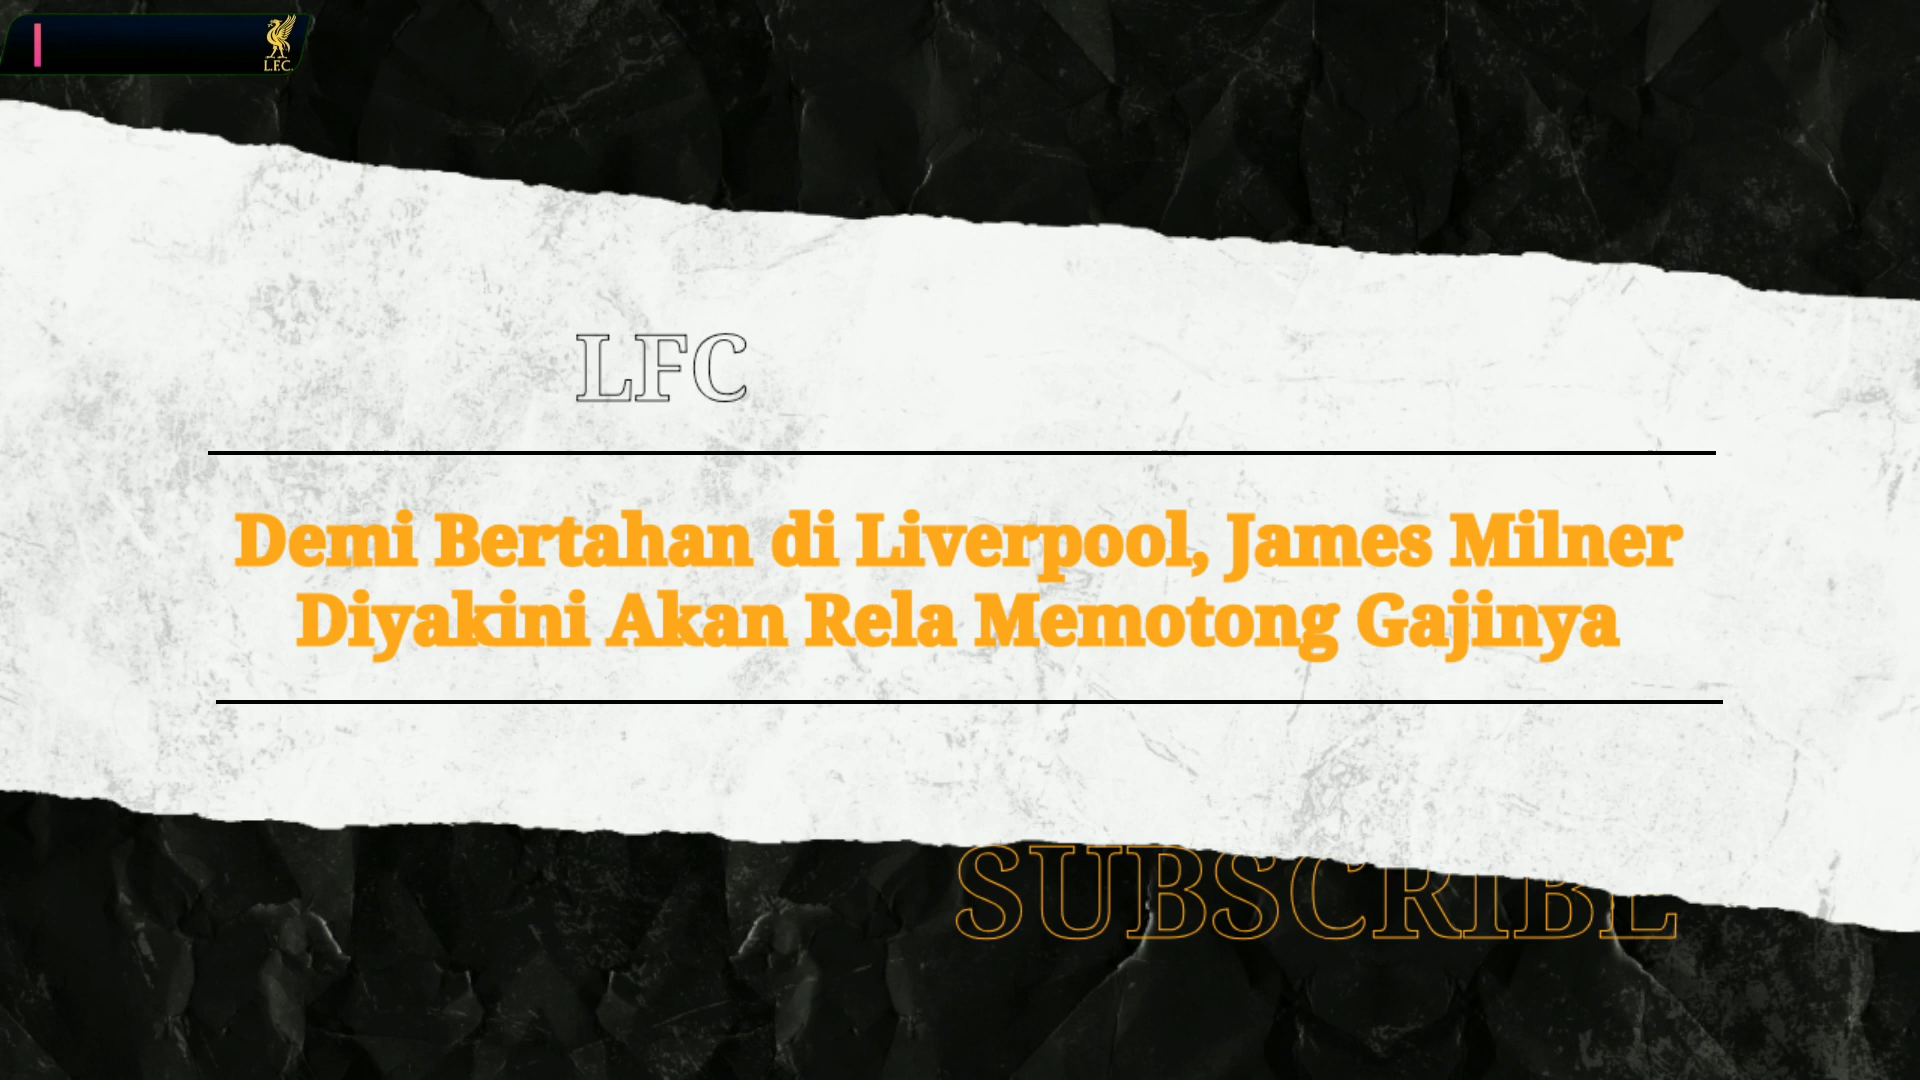 L.F.C.
LFC
Demi Bertahan di Liverpool, James Milner
Diyakini Akan Rela Memotong Gajinya
SUBSCRIBE